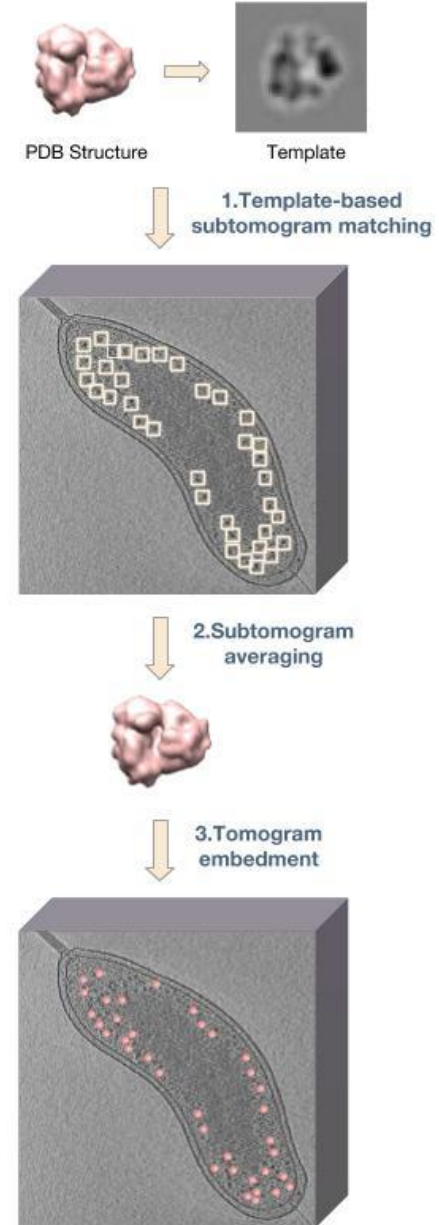 PDB Structure
Template
1.Template-based
subtomogram matching
2.Subtomogram
averaging
3.Tomogram
embedment